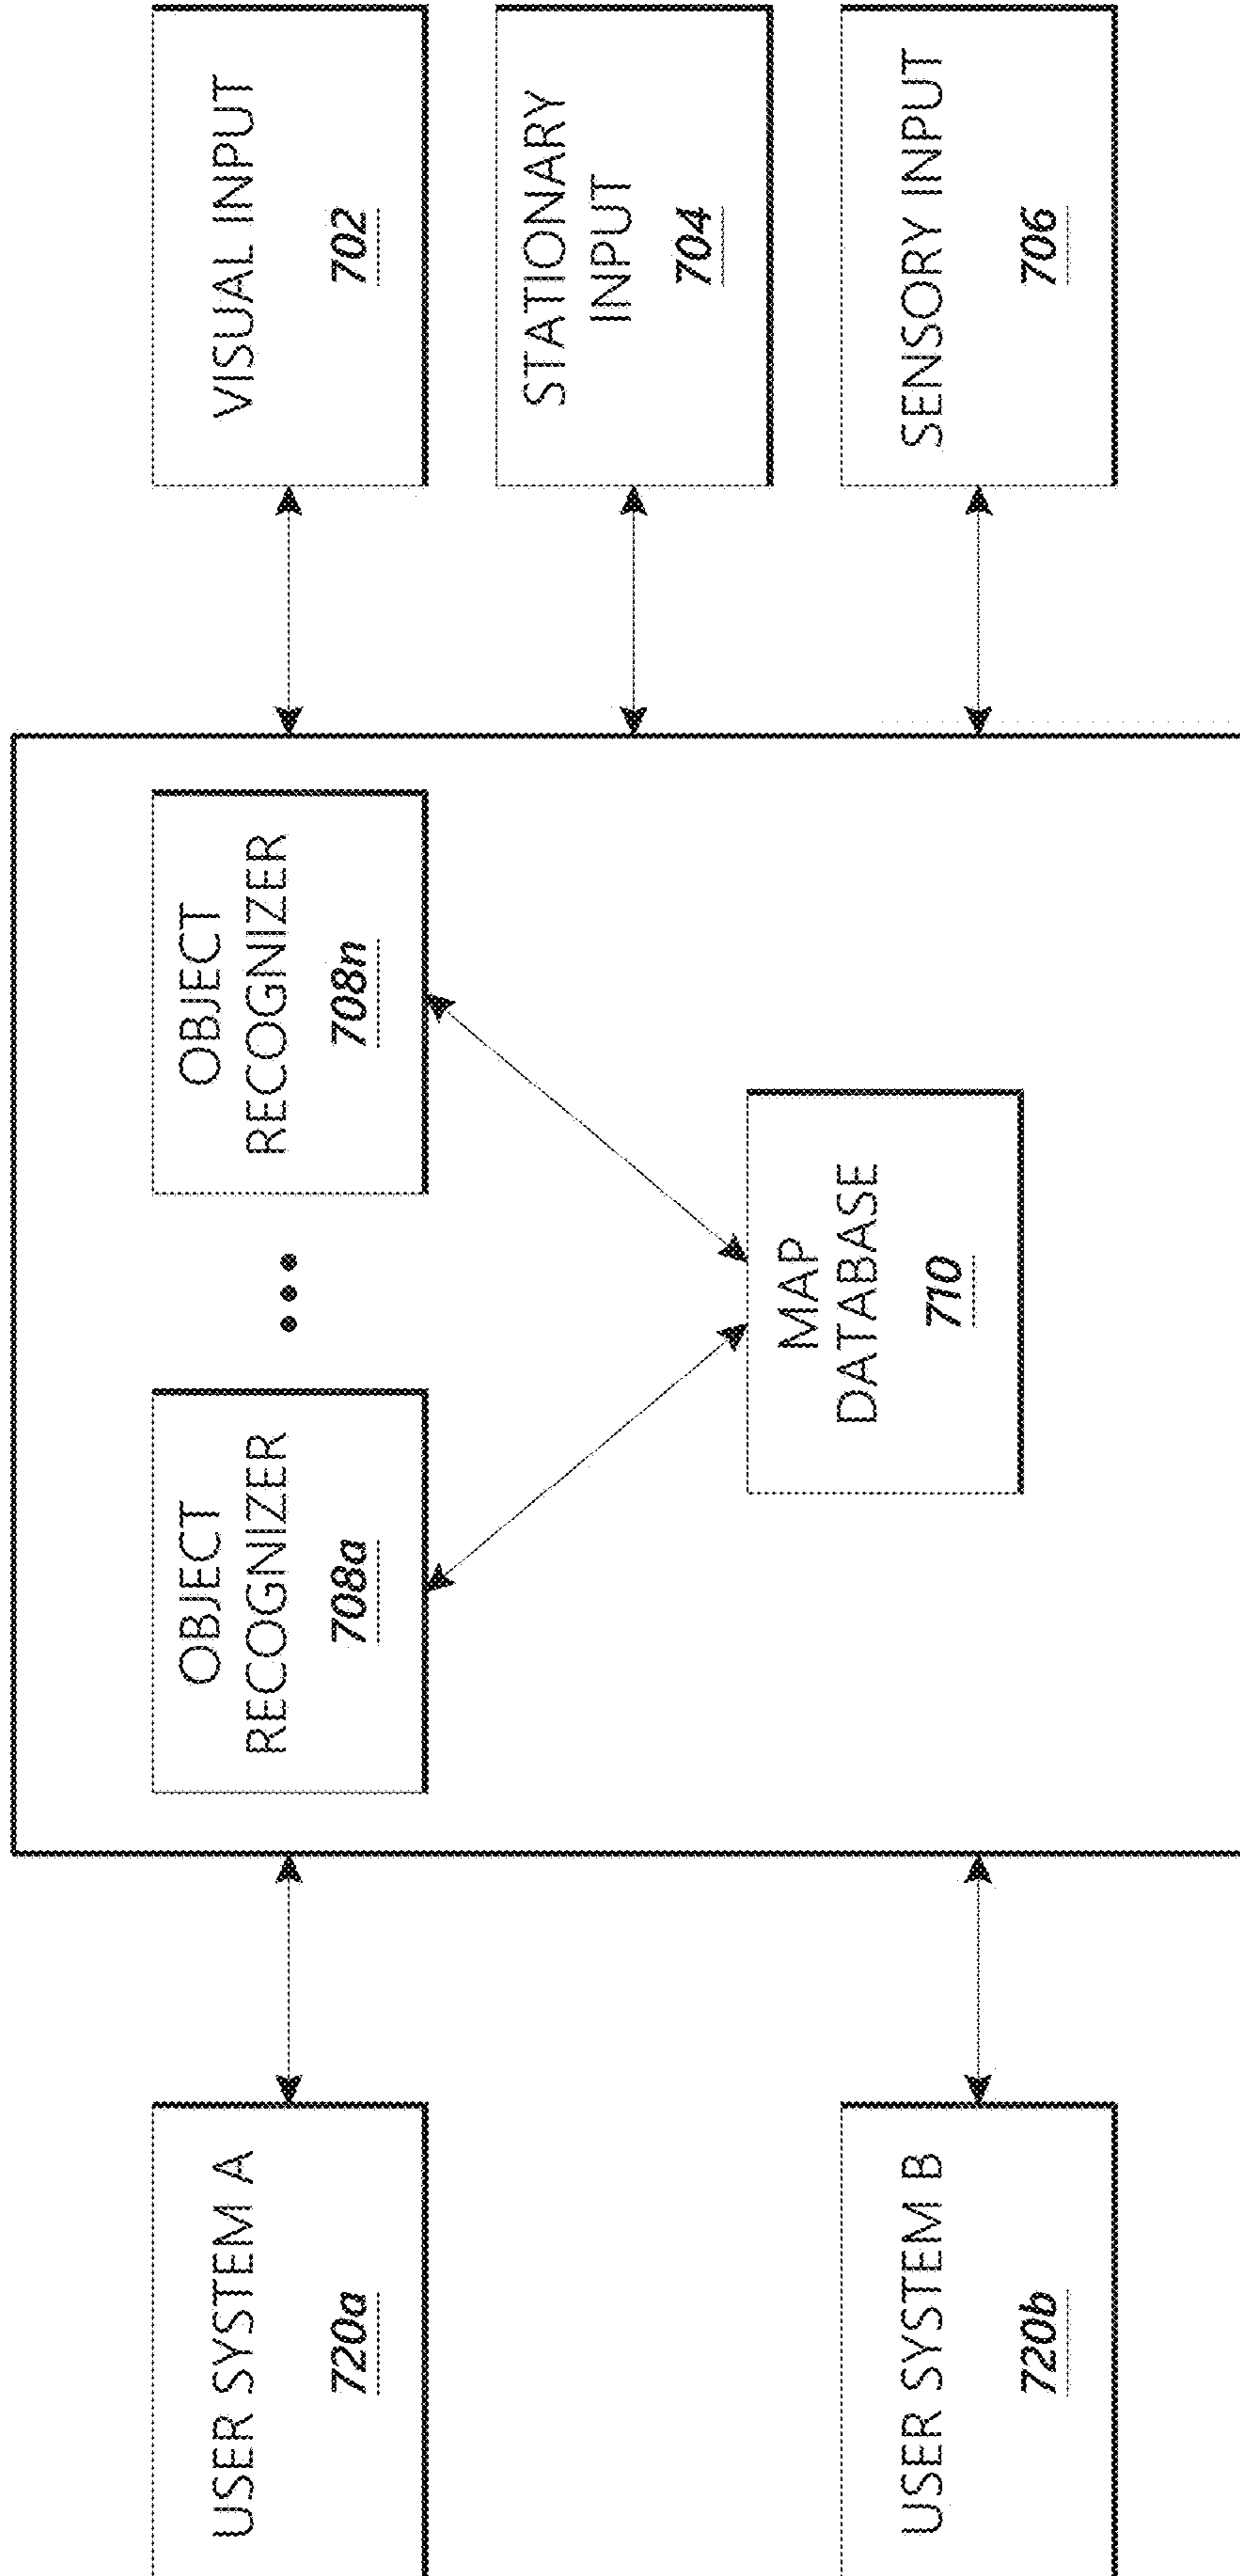 USER SYSTEM A
720a
USER SYSTEM B
720b
OBJECT
RECOGNIZER
708a
OBJECT
RECOGNIZER
708n
MAP
DATABASE
710
VISUAL INPUT
702
STATIONARY
INPUT
704
SENSORY INPUT
706